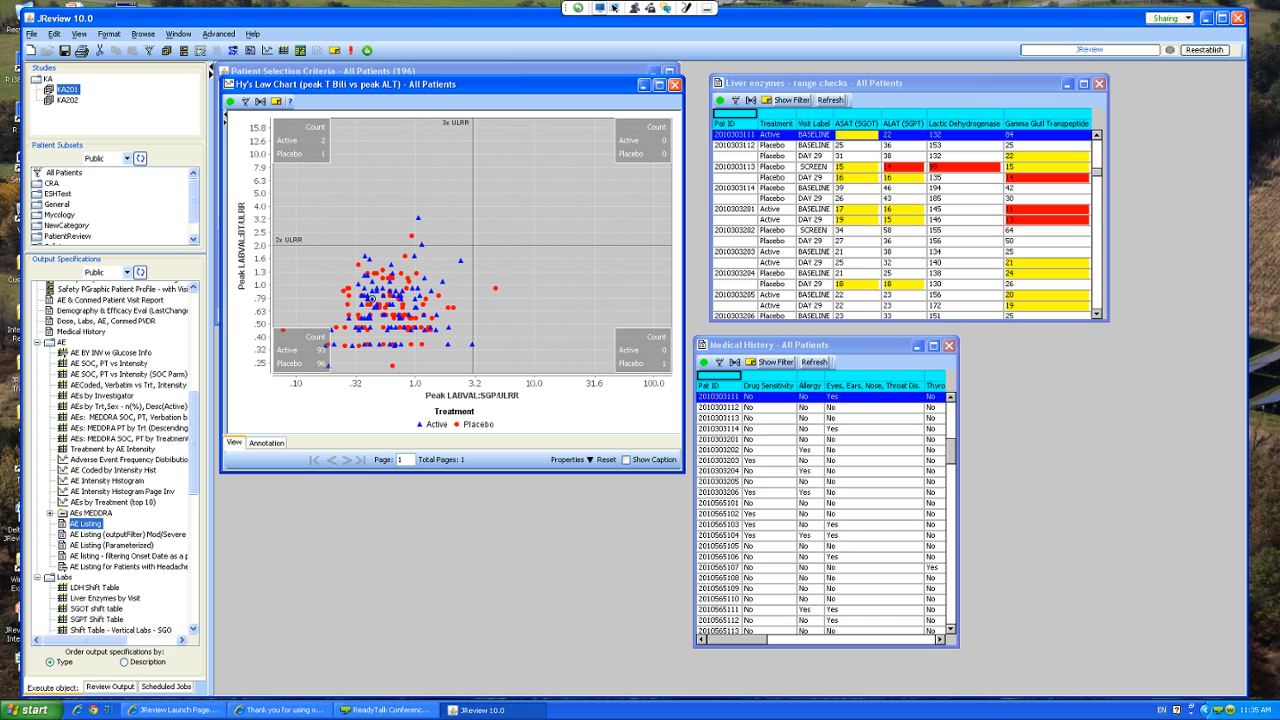 JReview 10.0
Sharing
File Edit View Format Browse Window Advanced Help
JReview Reestablish
Studies
KA
KA201
KA202
Patient Subsets
Public
All Patients
CRA
ESHTest
General
Mycology
NewCategory
PatientReview
Output Specifications
Public
Safety PGraphic Patient Profile - with Vis
AE & Conmed Patient Visit Report
Demography & Efficacy Eval (LastChange
Dose, Labs, AE, Conmed PVDR
Medical History
AE
AE BY INV w Glucose Info
AE SOC, PT vs Intensity
AE SOC, PT vs Intensity (SOC Parm)
AECoded, Verbatim vs Trt, Intensity
AEs by Investigator
AEs by Trt,Sex - n(%), Desc(Active)
AEs: MEDDRA SOC, PT, Verbatim b
AEs: MEDDRA PT by Trt (Descending
AEs: MEDDRA SOC, PT by Treatment
Treatment by AE Intensity
Adverse Event Frequency Distribution
AE Coded by Intensity Hist
AE Intensity Histogram
AE Intensity Histogram Page Inv
AEs by Treatment (top 10)
AEs MEDDRA
AE Listing
AE Listing (outputFilter) Mod/Severe
AE Listing (Parameterized)
AE listing - filtering Onset Date as a p
AE Listing for Patients with Headache
Labs
LDH Shift Table
Liver Enzymes by Visit
SGOT shift table
SGPT Shift Table
Shift Table - Vertical Labs - SGO
Order output specifications by:
Type Description
Execute object: Review Output Scheduled Jobs
Patient Selection Criteria - All Patients (196)
Hy's Law Chart (peak T Bili vs peak ALT) - All Patients
3x ULRR
Count
Active 2
Placebo 1
Count
Active 0
Placebo 0
15.8
12.6
10.0
7.9
6.3
5.0
4.0
3.2
2.5
2.0
1.6
1.3
1.0
.79
.63
.50
.40
.32
.25
2x ULRR
Peak LABVAL:BT/ULRR
Count
Active 93
Placebo 96
Count
Active 0
Placebo 1
.10 .32 1.0 3.2 10.0 31.6 100.0
Peak LABVAL:SGP/ULRR
Treatment
Active Placebo
View Annotation
Page: 1 Total Pages: 1 Properties Reset Show Caption
Liver enzymes - range checks - All Patients
Show Filter Refresh
Pat ID Treatment Visit Label ASAT (SGOT) ALAT (SGPT) Lactic Dehydrogenase Gamma Glutl Transpeptide
2010303111 Active BASELINE 22 132 84
2010303112 Placebo BASELINE 25 36 153 25
Placebo DAY 29 31 38 132 22
2010303113 Placebo SCREEN 15 14 99 15
Placebo DAY 29 16 16 135 14
2010303114 Placebo BASELINE 39 46 194 42
Placebo DAY 29 26 43 185 30
2010303201 Active BASELINE 17 16 145 11
Active DAY 29 19 15 146 13
2010303202 Placebo SCREEN 34 58 155 64
Placebo DAY 29 27 36 156 50
2010303203 Active BASELINE 21 34 131 25
Active DAY 29 25 32 140 21
2010303204 Placebo BASELINE 21 25 138 24
Placebo DAY 29 18 18 130 26
2010303205 Active BASELINE 22 23 156 20
Active DAY 29 22 23 172 19
2010303206 Placebo BASELINE 24 33 151 25
Medical History - All Patients
Show Filter Refresh
Pat ID Drug Sensitivity Allergy Eyes, Ears, Nose, Throat Dis. Thyro
2010303111 No No Yes No
2010303112 No No No No
2010303113 No No No No
2010303114 No No Yes No
2010303201 No No No No
2010303202 No Yes No No
2010303203 Yes No No No
2010303204 No Yes No No
2010303205 No No No No
2010303206 Yes Yes No No
2010565101 No No No No
2010565102 Yes No No No
2010565103 Yes No Yes No
2010565104 Yes No Yes No
2010565105 No No No No
2010565106 No No Yes No
2010565107 No No No Yes
2010565108 No No No No
2010565109 No No No No
2010565110 No No No No
2010565111 No Yes Yes No
2010565112 No No Yes No
2010565113 No No No No
start JReview Launch Page... Thank you for using o... ReadyTalk Conferenc... JReview 10.0 EN 11:35 AM